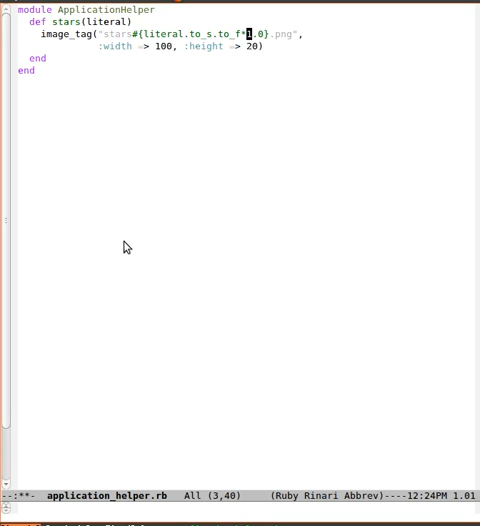 module ApplicationHelper
  def stars(literal)
    image_tag("stars#{literal.to_s.to_f*1.0}.png",
              :width => 100, :height => 20)
  end
end
--:**-  application_helper.rb   All (3,40)     (Ruby Rinari Abbrev)----12:24PM 1.01